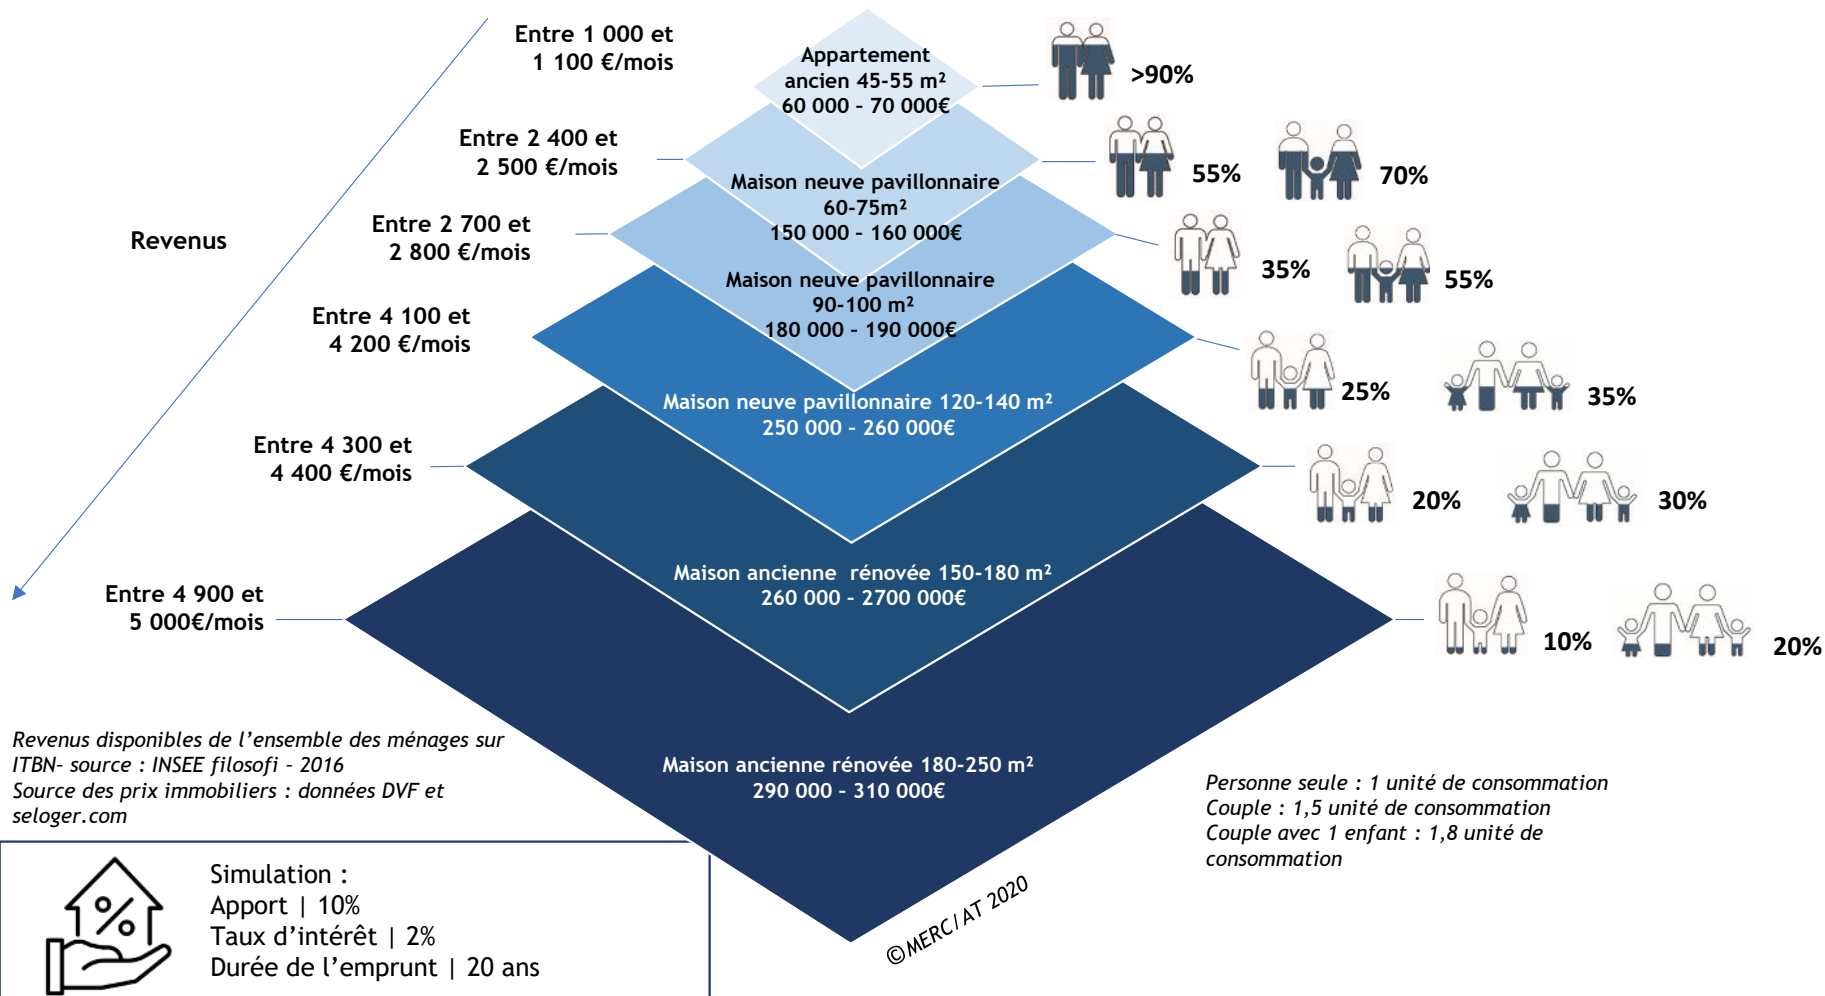 Entre 1 000 et
1 100 €/mois
Appartement
ancien 45-55 m²
60 000 – 70 000€
>90%
Entre 2 400 et
2 500 €/mois
Maison neuve pavillonnaire
60-75m²
150 000 – 160 000€
55%
70%
Revenus
Entre 2 700 et
2 800 €/mois
Maison neuve pavillonnaire
90-100 m²
180 000 – 190 000€
35%
55%
Entre 4 100 et
4 200 €/mois
Maison neuve pavillonnaire 120-140 m²
250 000 – 260 000€
25%
35%
Entre 4 300 et
4 400 €/mois
Maison ancienne rénovée 150-180 m²
260 000 – 2700 000€
20%
30%
Entre 4 900 et
5 000€/mois
Maison ancienne rénovée 180-250 m²
290 000 – 310 000€
10%
20%
Revenus disponibles de l’ensemble des ménages sur
ITBN– source : INSEE filosofi – 2016
Source des prix immobiliers : données DVF et
seloger.com
Personne seule : 1 unité de consommation
Couple : 1,5 unité de consommation
Couple avec 1 enfant : 1,8 unité de
consommation
%
Simulation :
Apport | 10%
Taux d’intérêt | 2%
Durée de l’emprunt | 20 ans
©MERC/AT 2020